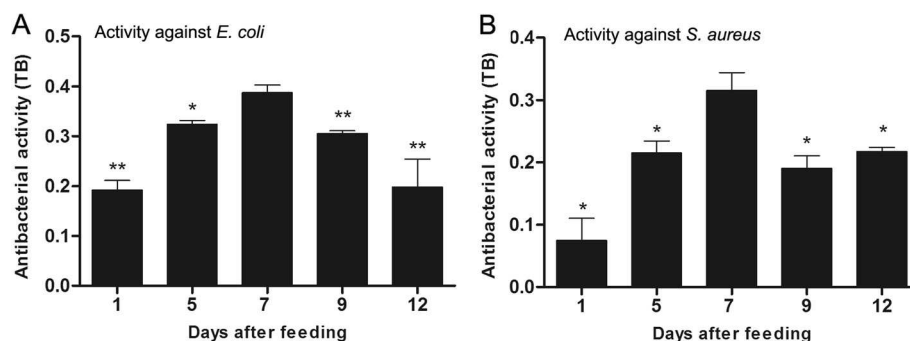 A
Activity against E. coli
Antibacterial activity (TB)
0.5
0.4
0.3
0.2
0.1
0.0
**
*
**
**
1 5 7 9 12
Days after feeding
B
Activity against S. aureus
Antibacterial activity (TB)
0.4
0.3
0.2
0.1
0.0
*
*
*
*
1 5 7 9 12
Days after feeding